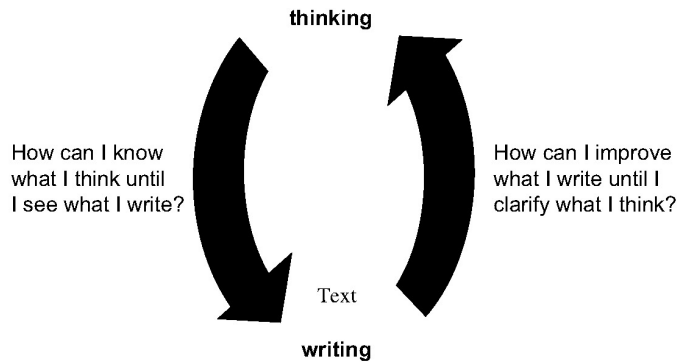 thinking
How can I know
what I think until
I see what I write?
How can I improve
what I write until I
clarify what I think?
Text
writing